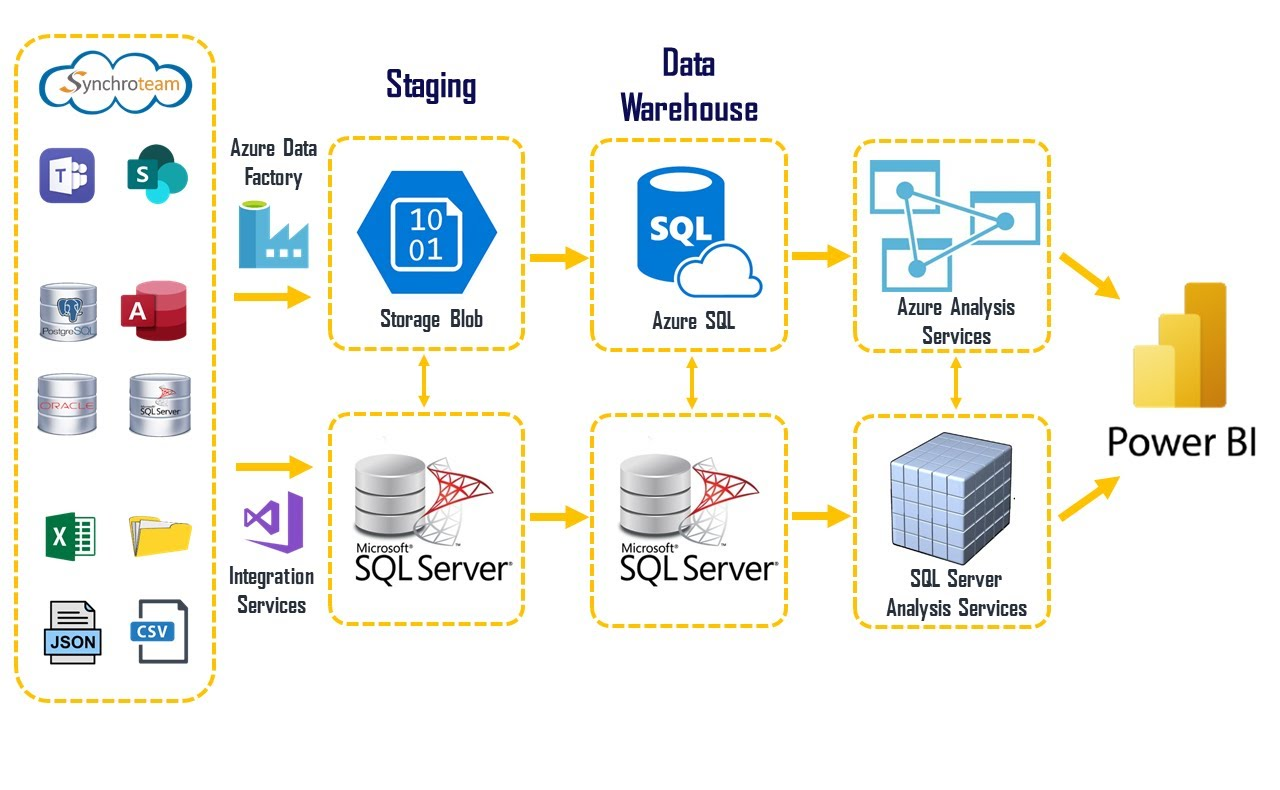 Synchroteam
T
S
PostgreSQL
A
ORACLE
SQL Server
X
JSON
CSV
Azure Data
Factory
Integration
Services
Staging
10
01
Storage Blob
Microsoft®
SQL Server®
Data
Warehouse
SQL
Azure SQL
Microsoft®
SQL Server®
Azure Analysis
Services
SQL Server
Analysis Services
Power BI